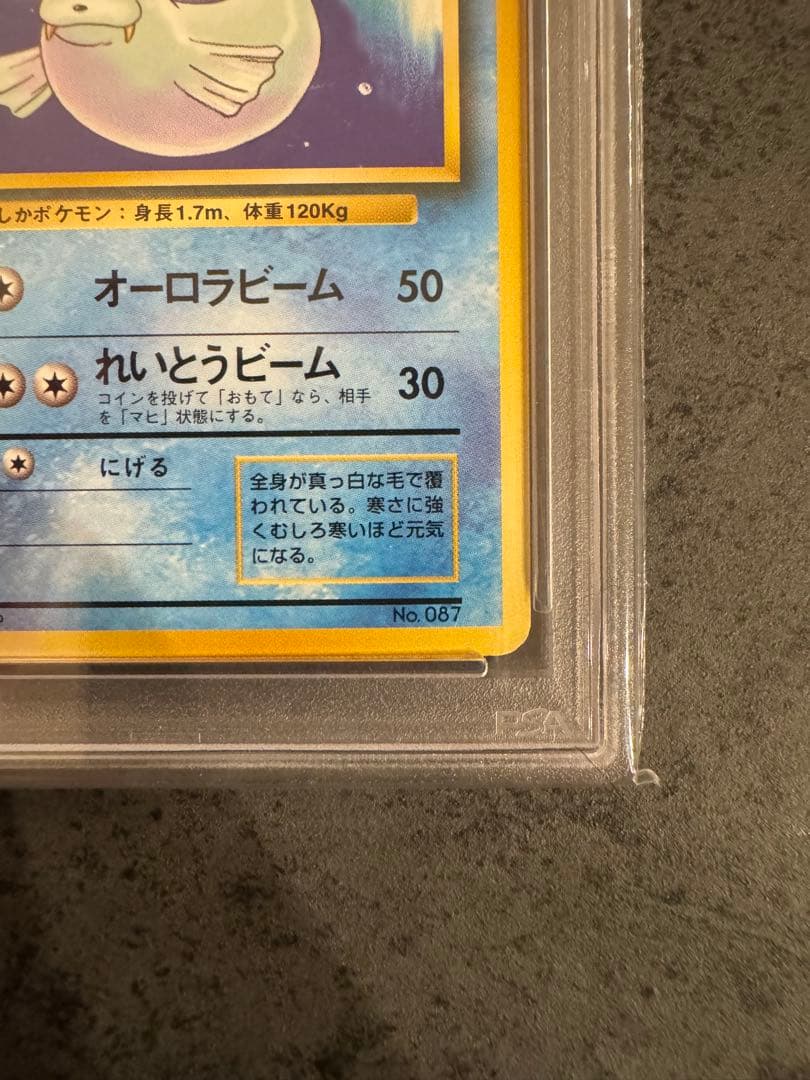 しかポケモン：身長1.7m、体重120Kg
オーロラビーム 50
れいとうビーム 30
コインを投げて「おもて」なら、相手
を「マヒ」状態にする。
にげる
全身が真っ白な毛で覆
われている。寒さに強
くむしろ寒いほど元気
になる。
No. 087
PSA